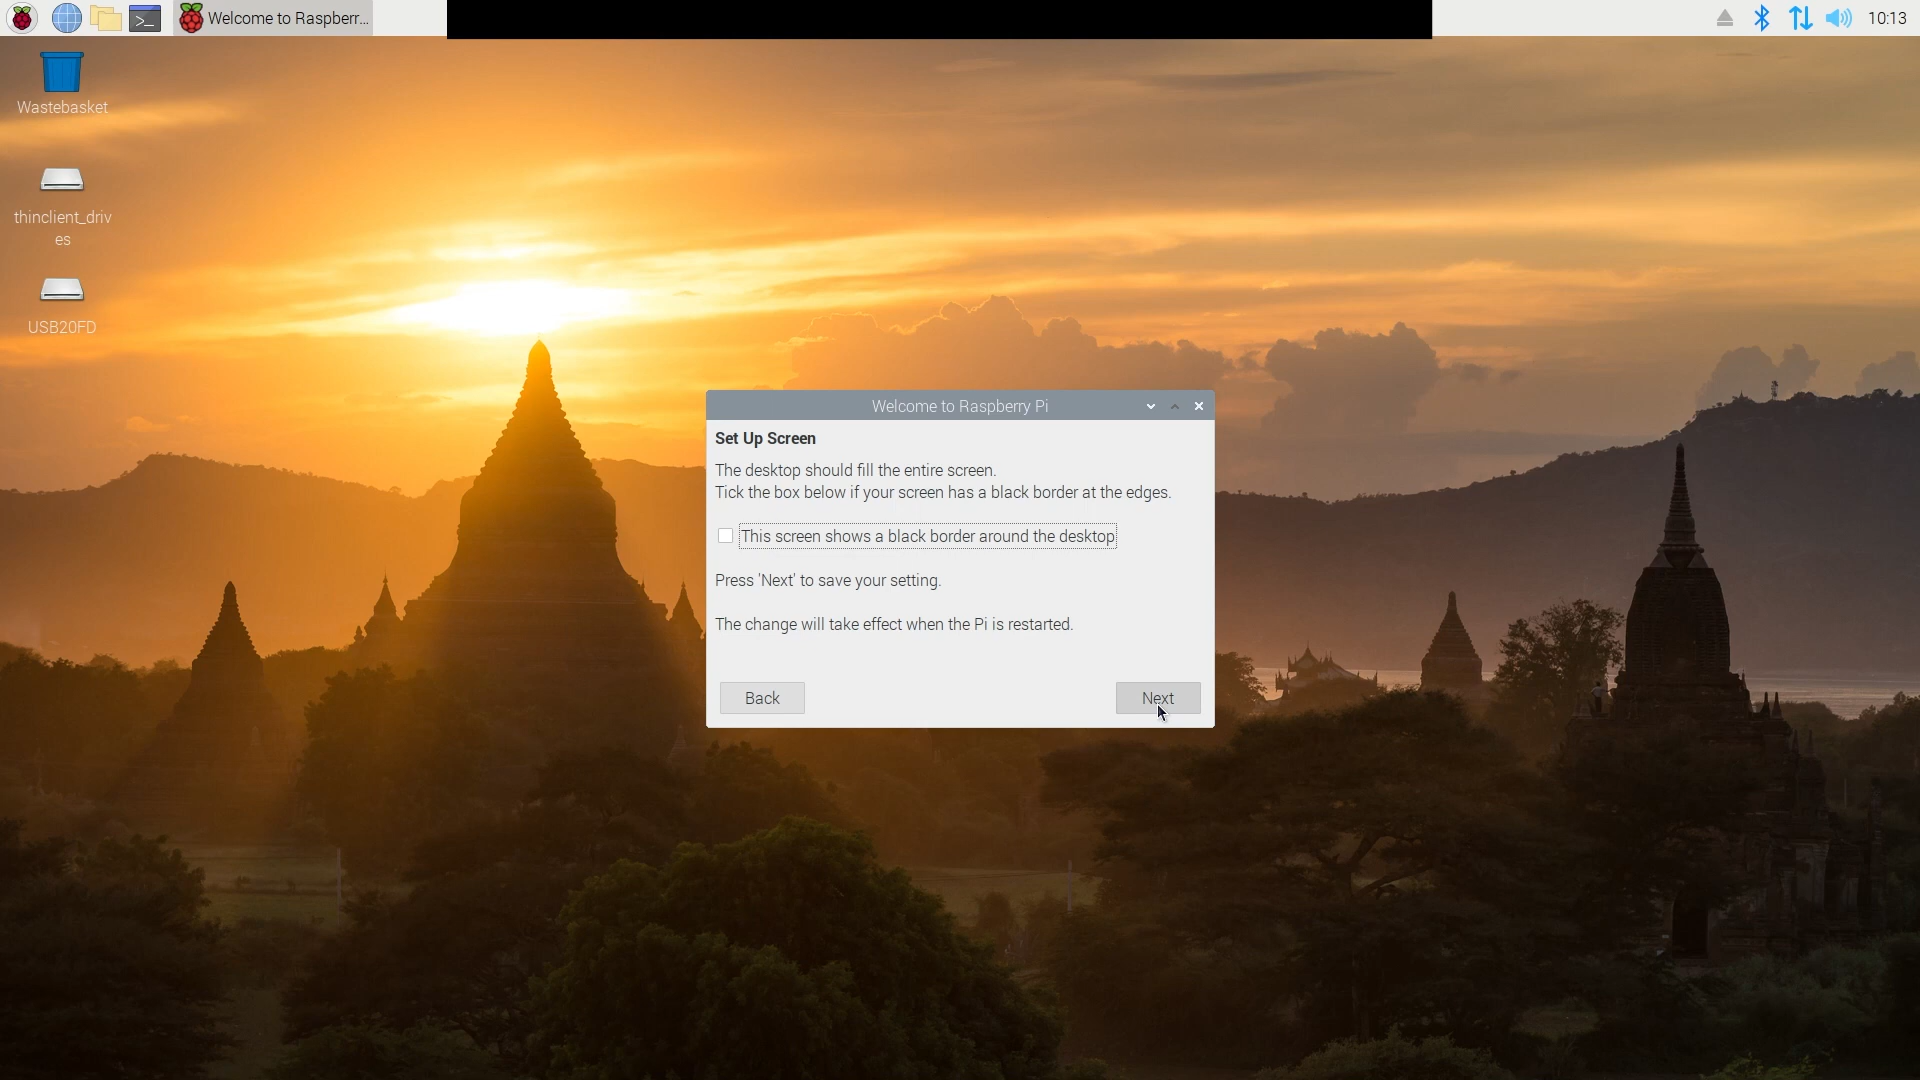 Welcome to Raspberr...
10:13
Wastebasket
thinclient_driv
es
USB20FD
Welcome to Raspberry Pi
Set Up Screen
The desktop should fill the entire screen.
Tick the box below if your screen has a black border at the edges.
This screen shows a black border around the desktop
Press 'Next' to save your setting.
The change will take effect when the Pi is restarted.
Back
Next